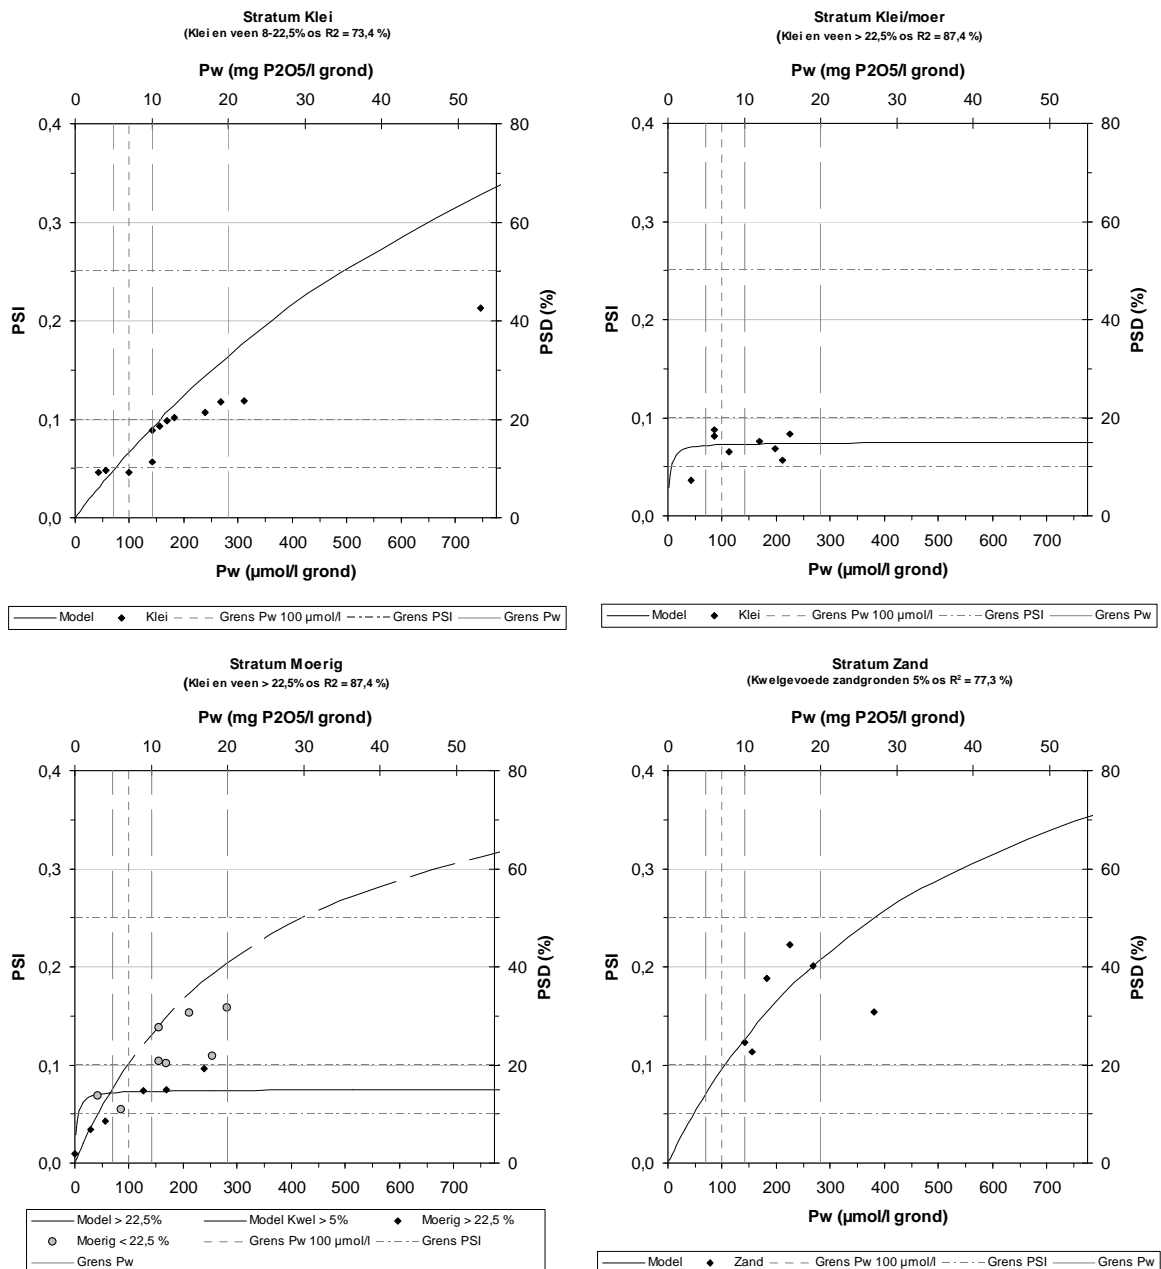 Stratum Klei
(Klei en veen 8-22,5% os R2 = 73,4 %)
Pw (mg P2O5/l grond)
0 10 20 30 40 50
0,4 80
0,3 60
0,2 40
0,1 20
0,0 0
PSI
PSD (%)
0 100 200 300 400 500 600 700
Pw (µmol/l grond)
Model Klei Grens Pw 100 µmol/l Grens PSI Grens Pw
Stratum Klei/moer
(Klei en veen > 22,5% os R2 = 87,4 %)
Pw (mg P2O5/l grond)
0 10 20 30 40 50
0,4 80
0,3 60
0,2 40
0,1 20
0,0 0
PSI
PSD (%)
0 100 200 300 400 500 600 700
Pw (µmol/l grond)
Model Klei Grens Pw 100 µmol/l Grens PSI Grens Pw
Stratum Moerig
(Klei en veen > 22,5% os R2 = 87,4 %)
Pw (mg P2O5/l grond)
0 10 20 30 40 50
0,4 80
0,3 60
0,2 40
0,1 20
0,0 0
PSI
PSD (%)
0 100 200 300 400 500 600 700
Model > 22,5% Model Kwel > 5% Moerig > 22,5 %
Moerig < 22,5 % Grens Pw 100 µmol/l Grens PSI
Grens Pw
Stratum Zand
(Kwelgevoede zandgronden 5% os R² = 77,3 %)
Pw (mg P2O5/l grond)
0 10 20 30 40 50
0,4 80
0,3 60
0,2 40
0,1 20
0,0 0
PSI
PSD (%)
0 100 200 300 400 500 600 700
Pw (µmol/l grond)
Model Zand Grens Pw 100 µmol/l Grens PSI Grens Pw